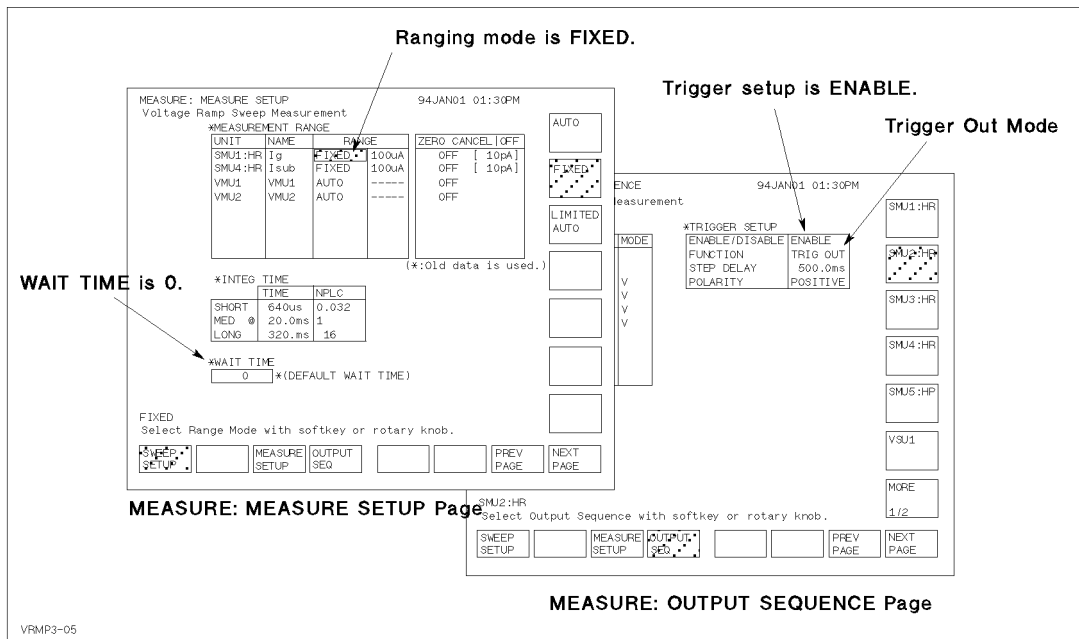 Ranging mode is FIXED.
Trigger setup is ENABLE.
Trigger Out Mode
WAIT TIME is 0.
MEASURE: MEASURE SETUP 94JAN01 01:30PM
Voltage Ramp Sweep Measurement
*MEASUREMENT RANGE
UNIT NAME RANGE ZERO CANCEL OFF
SMU1:HR Ig FIXED 100uA OFF [ 10pA]
SMU4:HR Isub FIXED 100uA OFF [ 10pA]
VMU1 VMU1 AUTO ----- OFF
VMU2 VMU2 AUTO ----- OFF
(*:Old data is used.)
*INTEG TIME
TIME NPLC
SHORT 640us 0.032
MED @ 20.0ms 1
LONG 320.ms 16
*WAIT TIME
0 *(DEFAULT WAIT TIME)
FIXED
Select Range Mode with softkey or rotary knob.
AUTO
FIXED
LIMITED
AUTO
SWEEP SETUP
MEASURE SETUP
OUTPUT SEQ
PREV PAGE
NEXT PAGE
MEASURE: MEASURE SETUP Page
ENCE 94JAN01 01:30PM
easurement
MODE
V
V
V
V
*TRIGGER SETUP
ENABLE/DISABLE ENABLE
FUNCTION TRIG OUT
STEP DELAY 500.0ms
POLARITY POSITIVE
SMU1:HR
SMU2:HR
SMU3:HR
SMU4:HR
SMU5:HP
VSU1
MORE
1/2
SMU2:HR
Select Output Sequence with softkey or rotary knob.
SWEEP SETUP
MEASURE SETUP
OUTPUT SEQ
PREV PAGE
NEXT PAGE
MEASURE: OUTPUT SEQUENCE Page
VRMP3-05